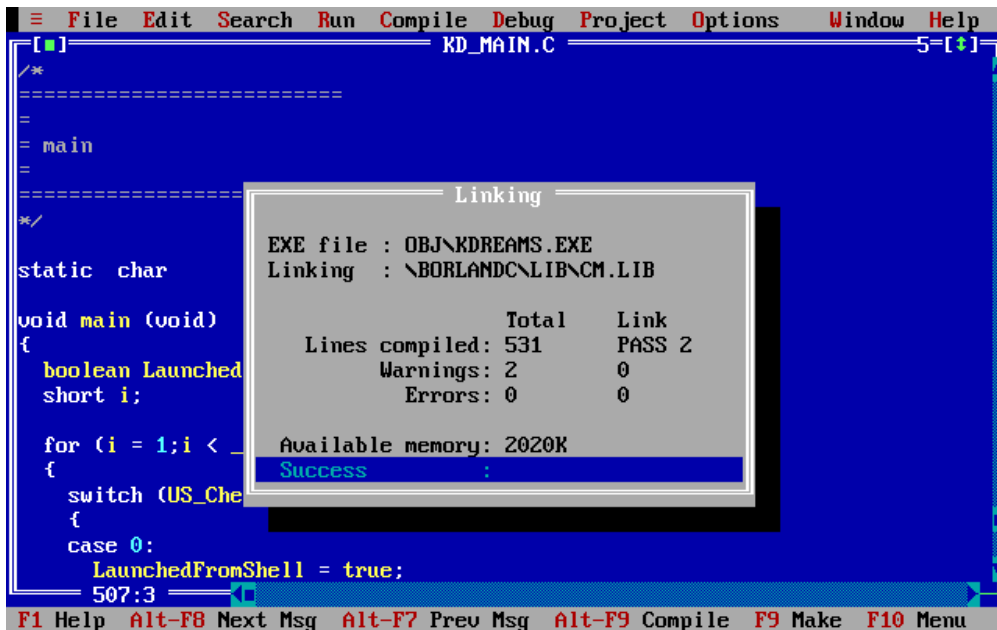 ≡ File Edit Search Run Compile Debug Project Options Window Help
[■] KD_MAIN.C 5=[↕]
/*
==========================
=
= main
=
==================
*/
static char
void main (void)
{
boolean Launched
short i;
for (i = 1;i < _
{
switch (US_Che
{
case 0:
LaunchedFromShell = true;
507:3
Linking
EXE file : OBJ\KDREAMS.EXE
Linking : \BORLANDC\LIB\CM.LIB
Total Link
Lines compiled: 531 PASS 2
Warnings: 2 0
Errors: 0 0
Available memory: 2020K
Success :
F1 Help Alt-F8 Next Msg Alt-F7 Prev Msg Alt-F9 Compile F9 Make F10 Menu